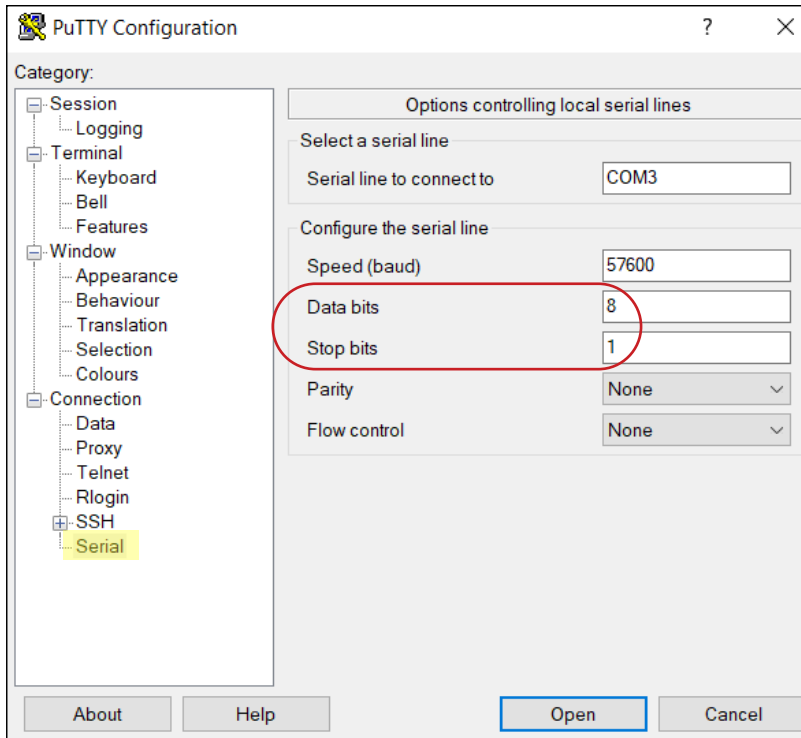 PuTTY Configuration ? ×
Category:
Session
Logging
Terminal
Keyboard
Bell
Features
Window
Appearance
Behaviour
Translation
Selection
Colours
Connection
Data
Proxy
Telnet
Rlogin
SSH
Serial
Options controlling local serial lines
Select a serial line
Serial line to connect to COM3
Configure the serial line
Speed (baud) 57600
Data bits 8
Stop bits 1
Parity None
Flow control None
About Help Open Cancel